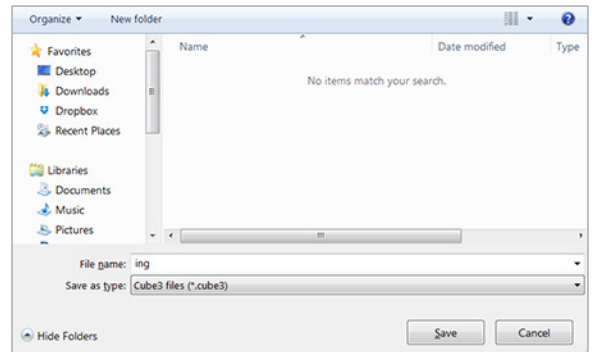 Organize New folder
Name Date modified Type
Favorites
Desktop
Downloads
Dropbox
Recent Places
No items match your search.
Libraries
Documents
Music
Pictures
File name: ing
Save as type: Cube3 files (*.cube3)
Hide Folders Save Cancel